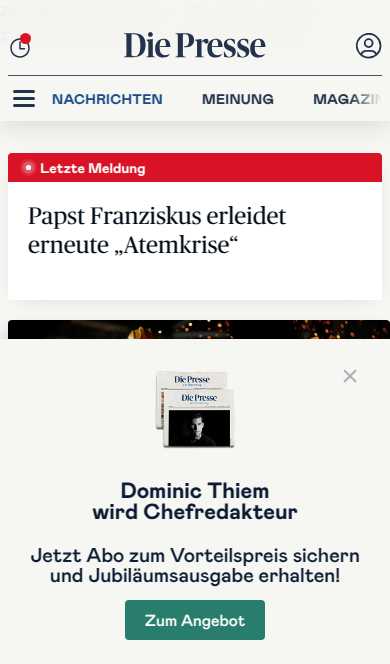 Die Presse
NACHRICHTEN MEINUNG MAGAZIN
Letzte Meldung
Papst Franziskus erleidet
erneute „Atemkrise“
Die Presse
Die Presse
Dominic Thiem
wird Chefredakteur
Jetzt Abo zum Vorteilspreis sichern
und Jubiläumsausgabe erhalten!
Zum Angebot